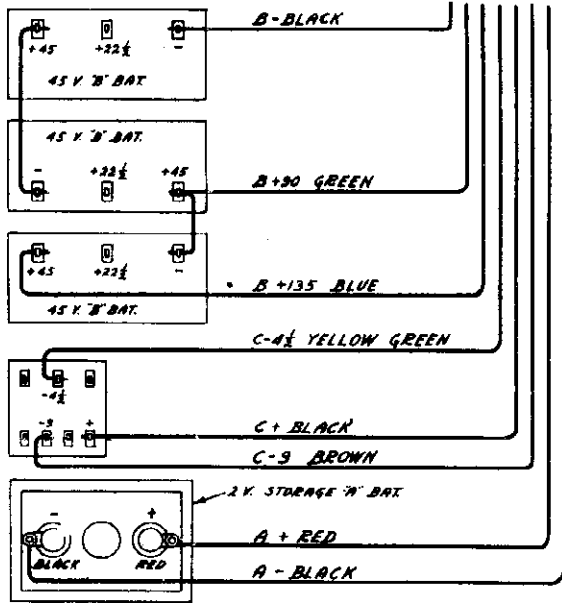 B-BLACK
+45 +22½ -
45 V. "B" BAT.
45 V. "B" BAT.
- +22½ +45
B+90 GREEN
+45 +22½ -
B +135 BLUE
45 V. "B" BAT.
C-4½ YELLOW GREEN
-4½
-9 +
C+ BLACK
C-9 BROWN
2 V. STORAGE "A" BAT.
- +
A + RED
BLACK RED
A - BLACK